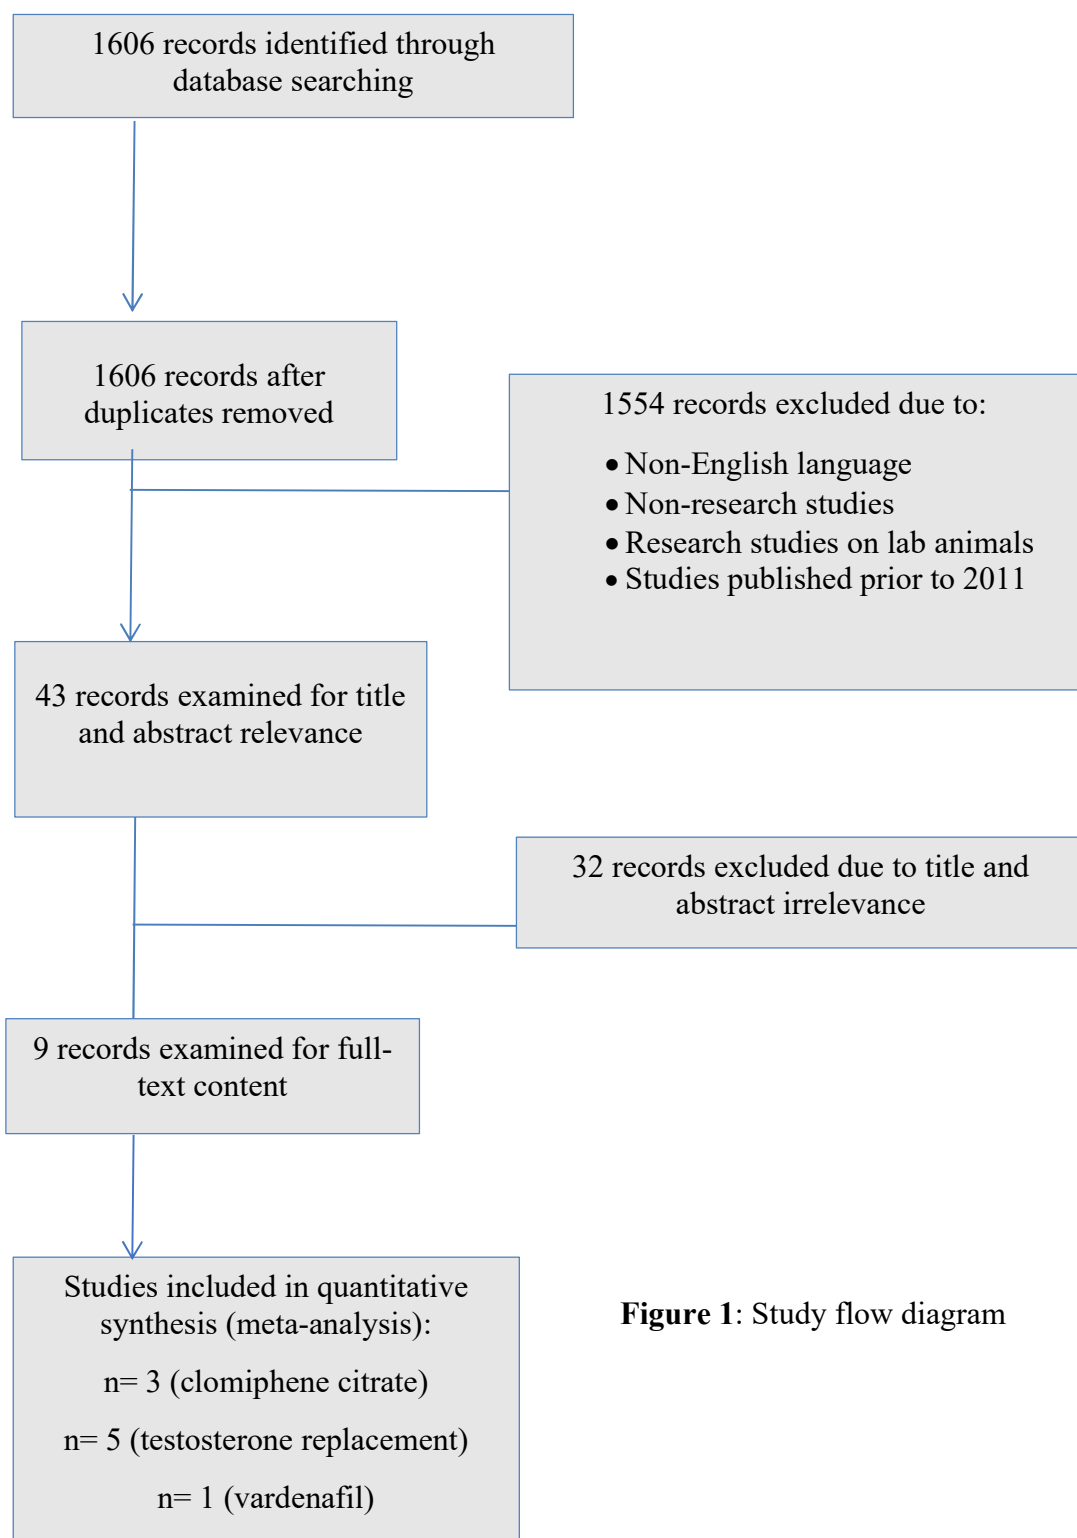 1606 records identified through
database searching
1606 records after
duplicates removed
1554 records excluded due to:
• Non-English language
• Non-research studies
• Research studies on lab animals
• Studies published prior to 2011
43 records examined for title
and abstract relevance
32 records excluded due to title and
abstract irrelevance
9 records examined for full-
text content
Studies included in quantitative
synthesis (meta-analysis):
n= 3 (clomiphene citrate)
n= 5 (testosterone replacement)
n= 1 (vardenafil)
Figure 1: Study flow diagram